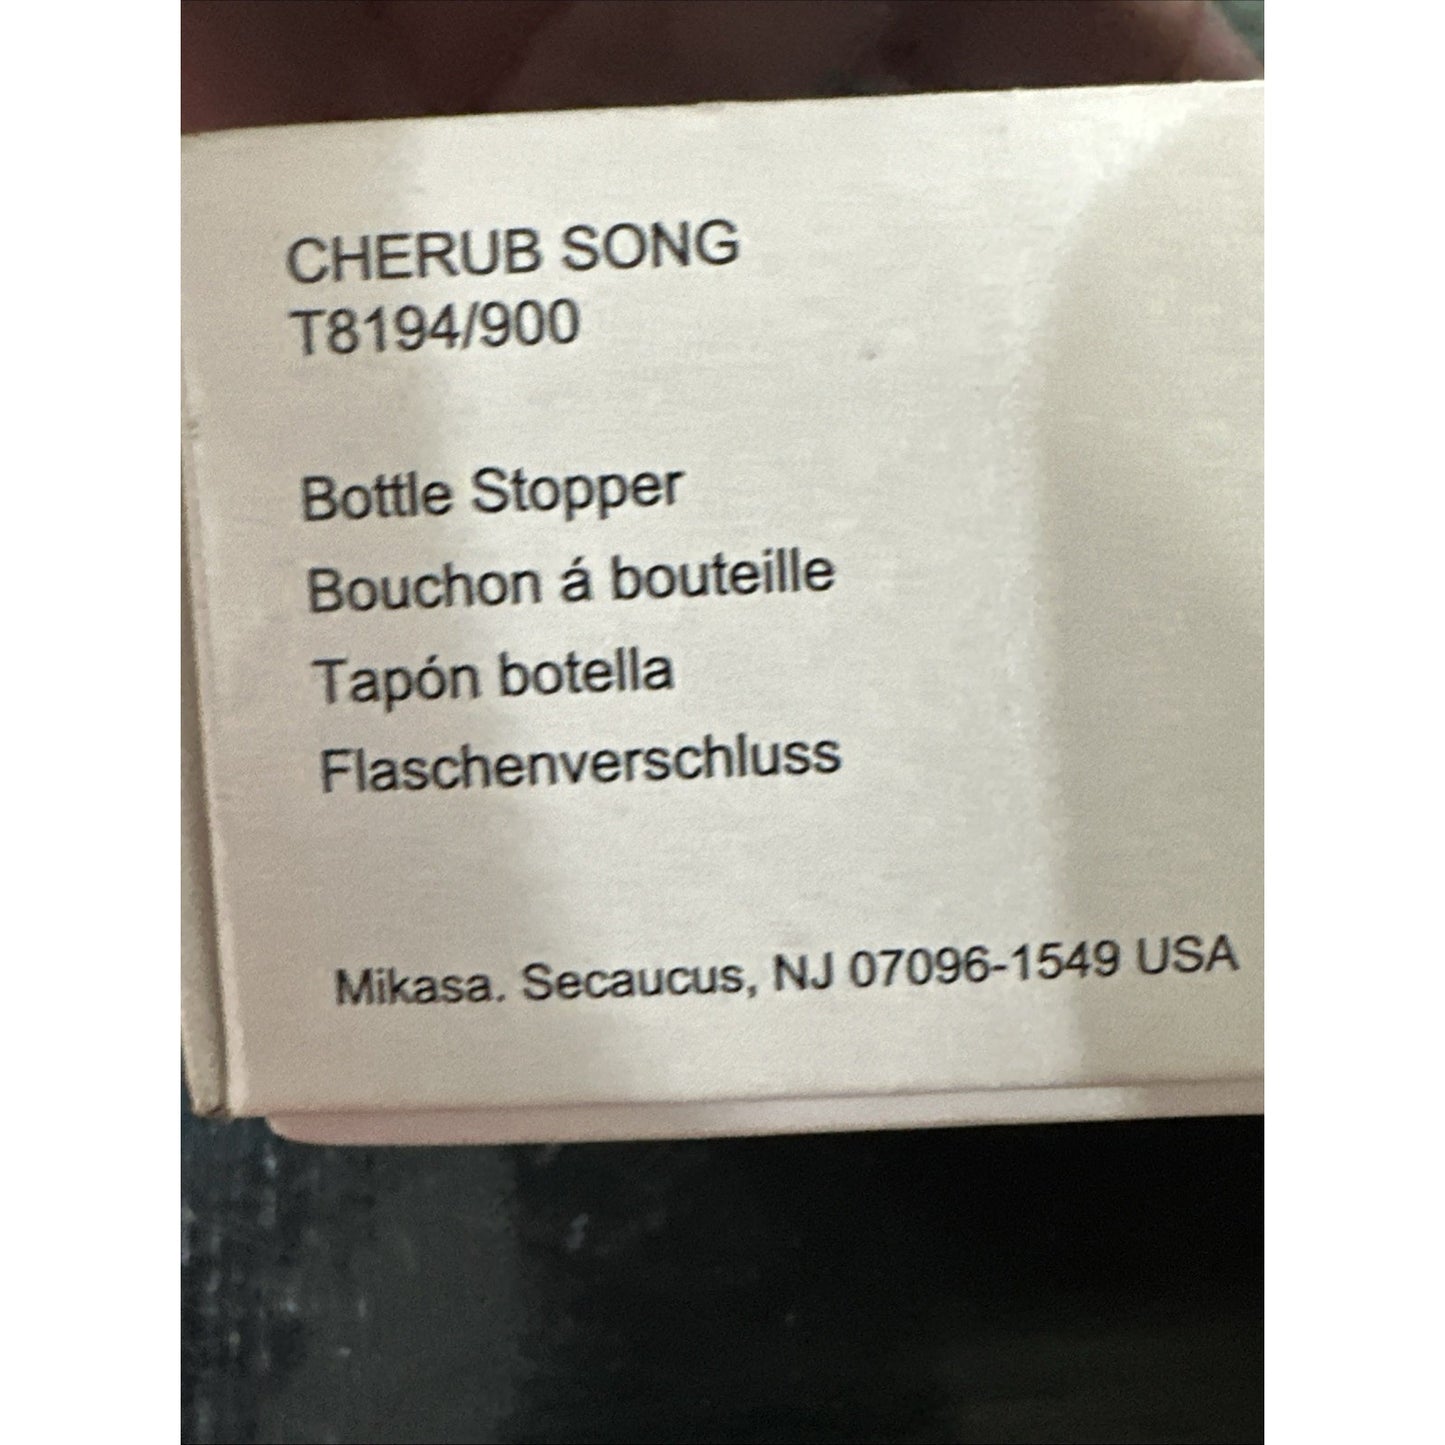 CHERUB SONG
T8194/900
Bottle Stopper
Bouchon á bouteille
Tapón botella
Flaschenverschluss
Mikasa. Secaucus, NJ 07096-1549 USA